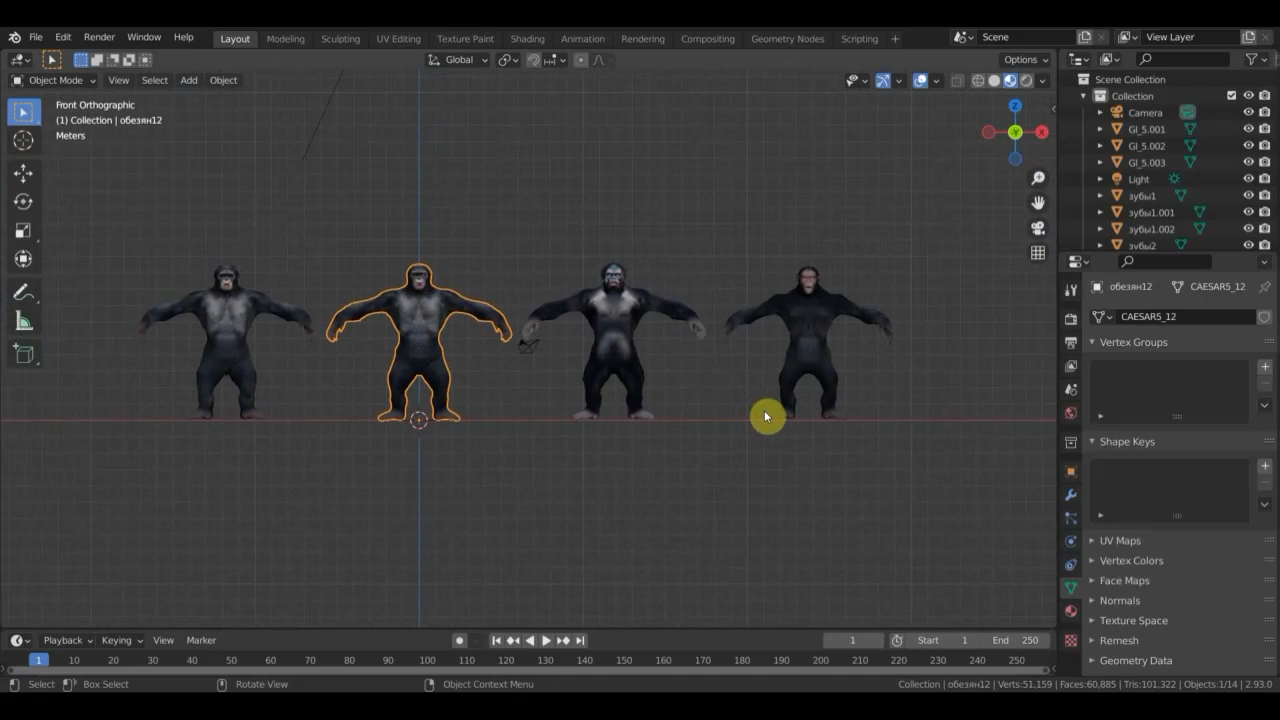 File Edit Render Window Help Layout Modeling Sculpting UV Editing Texture Paint Shading Animation Rendering Compositing Geometry Nodes Scripting + Scene View Layer
Global Options
Object Mode View Select Add Object
Front Orthographic
(1) Collection | обезян12
Meters
Z
-Y
X
Scene Collection
Collection
Camera
Gl_5.001
Gl_5.002
Gl_5.003
Light
зубы1
зубы1.001
зубы1.002
зубы2
обезян12 CAESAR5_12
CAESAR5_12
Vertex Groups
Shape Keys
UV Maps
Vertex Colors
Face Maps
Normals
Texture Space
Remesh
Geometry Data
Playback Keying View Marker 1 Start 1 End 250
1 10 20 30 40 50 60 70 80 90 100 110 120 130 140 150 160 170 180 190 200 210 220 230 240 250
Select Box Select Rotate View Object Context Menu Collection | обезян12 | Verts:51,159 | Faces:60,885 | Tris:101,322 | Objects:1/14 | 2.93.0